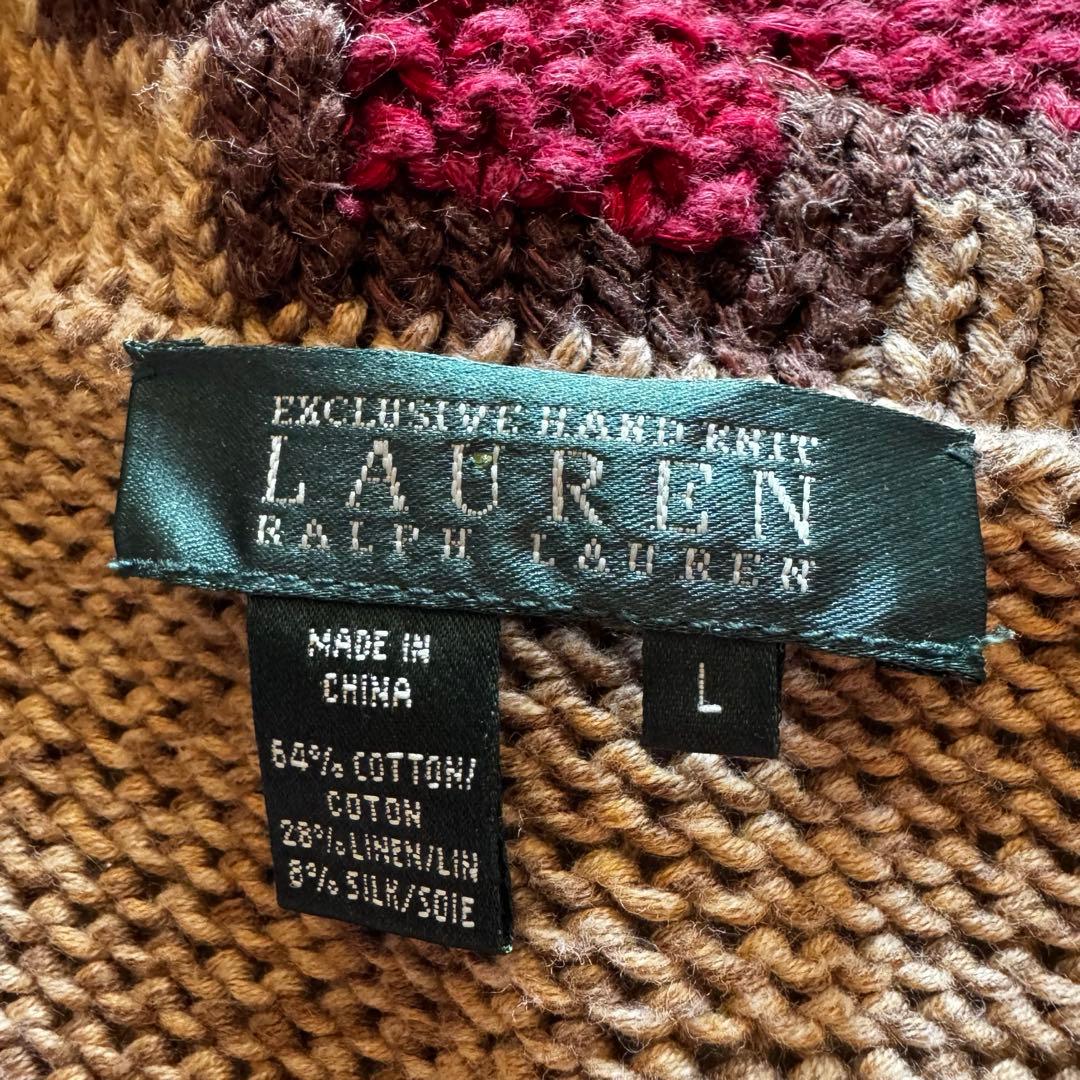 EXCLUSIVE HAND KNIT
LAUREN
RALPH LAUREN
MADE IN
CHINA
64% COTTON/
COTON
28% LINEN/LIN
8% SILK/SOIE
L